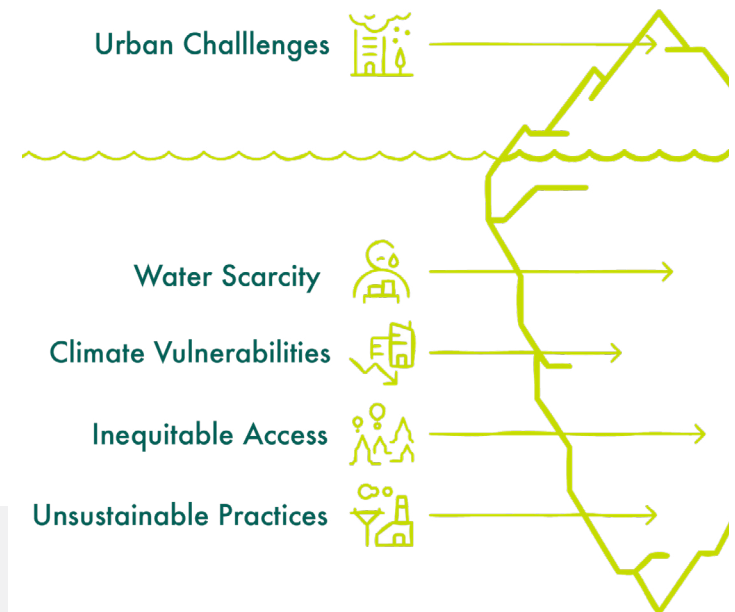 Urban Challlenges
Water Scarcity
Climate Vulnerabilities
Inequitable Access
Unsustainable Practices